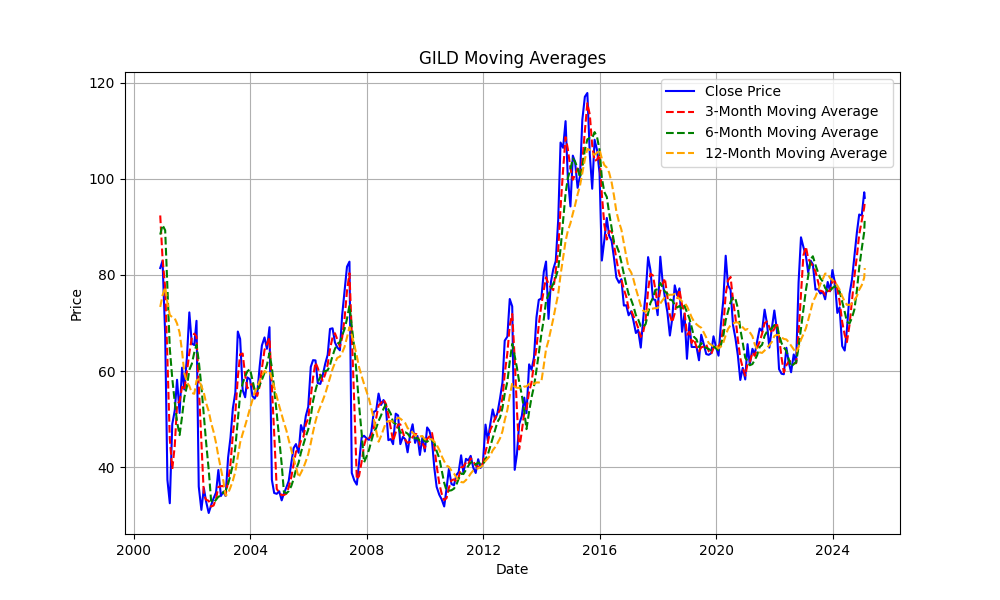 GILD Moving Averages
Close Price
3-Month Moving Average
6-Month Moving Average
12-Month Moving Average
Price
120
100
80
60
40
2000 2004 2008 2012 2016 2020 2024
Date